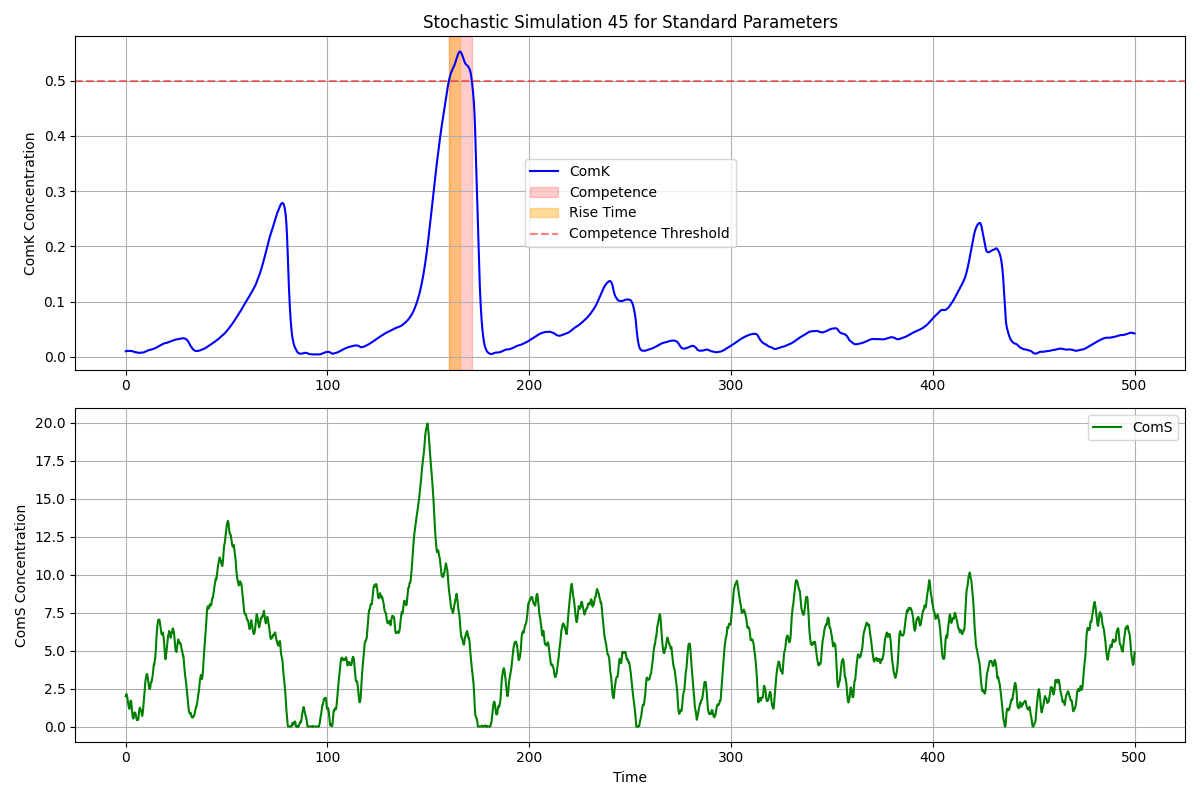 Stochastic Simulation 45 for Standard Parameters
ComK Concentration
0.5
0.4
0.3
0.2
0.1
0.0
ComK
Competence
Rise Time
Competence Threshold
0 100 200 300 400 500
ComS Concentration
20.0
17.5
15.0
12.5
10.0
7.5
5.0
2.5
0.0
ComS
0 100 200 300 400 500
Time